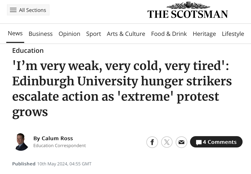 All Sections
THE SCOTSMAN
News Business Opinion Sport Arts & Culture Food & Drink Heritage Lifestyle
Education
'I'm very weak, very cold, very tired':
Edinburgh University hunger strikers
escalate action as 'extreme' protest
grows
By Calum Ross
Education Correspondent
4 Comments
Published 10th May 2024, 04:55 GMT